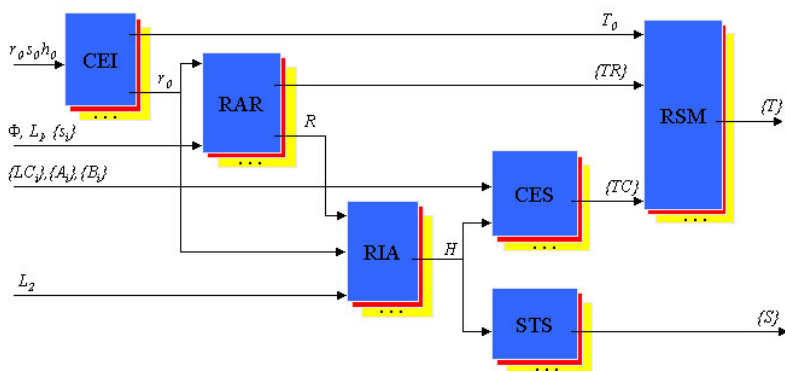 T₀
r₀s₀h₀
CEI
...
r₀
RAR
...
{TR}
RSM
...
{T}
R
Φ, L₁, {sᵢ}
{LCᵢ},{Aᵢ},{Bᵢ}
CES
...
{TC}
RIA
...
H
L₂
STS
...
{S}